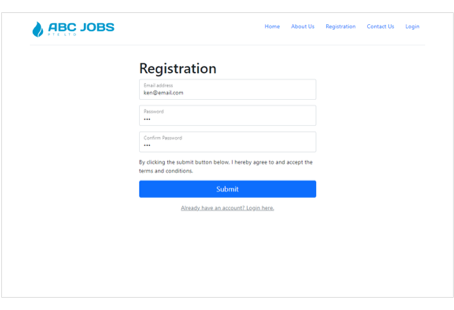 ABC JOBS
PTE LTD
Home About Us Registration Contact Us Login
Registration
Email address
ken@email.com
Password
•••
Confirm Password
•••
By clicking the submit button below, I hereby agree to and accept the
terms and conditions.
Submit
Already have an account? Login here.